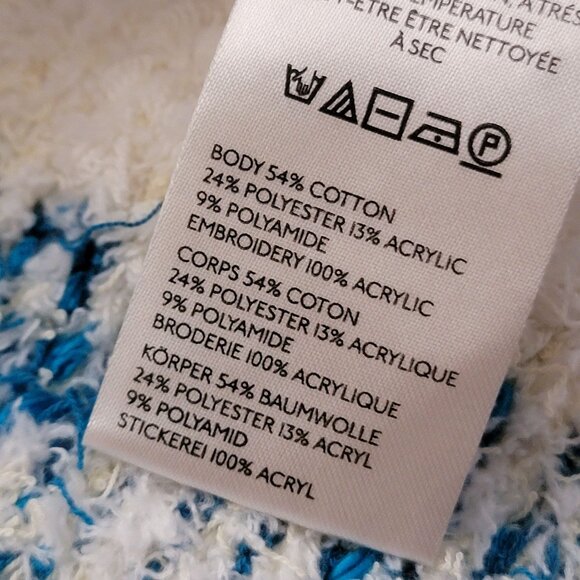 À TRÈS
TEMPÉRATURE
ÊTRE NETTOYÉE
À SEC
P
BODY 54% COTTON
24% POLYESTER 13% ACRYLIC
9% POLYAMIDE
EMBROIDERY 100% ACRYLIC
CORPS 54% COTON
24% POLYESTER 13% ACRYLIQUE
9% POLYAMIDE
BRODERIE 100% ACRYLIQUE
KÖRPER 54% BAUMWOLLE
24% POLYESTER 13% ACRYL
9% POLYAMID
STICKEREI 100% ACRYL